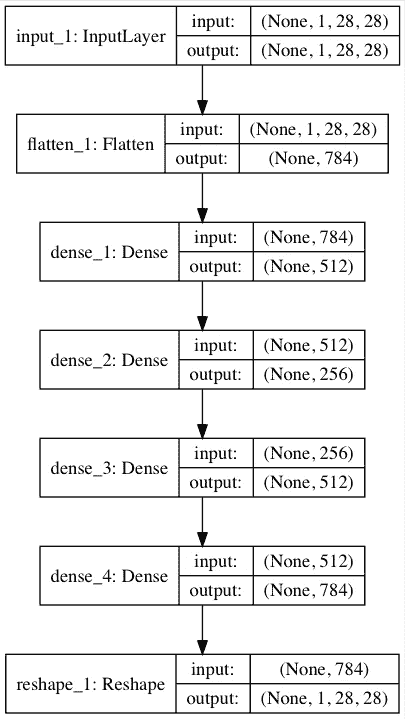 input_1: InputLayer
input: (None, 1, 28, 28)
output: (None, 1, 28, 28)
flatten_1: Flatten
input: (None, 1, 28, 28)
output: (None, 784)
dense_1: Dense
input: (None, 784)
output: (None, 512)
dense_2: Dense
input: (None, 512)
output: (None, 256)
dense_3: Dense
input: (None, 256)
output: (None, 512)
dense_4: Dense
input: (None, 512)
output: (None, 784)
reshape_1: Reshape
input: (None, 784)
output: (None, 1, 28, 28)